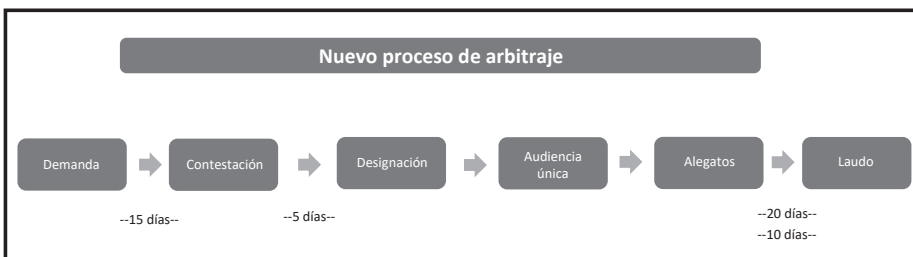 Nuevo proceso de arbitraje
Demanda
Contestación
Designación
Audiencia
única
Alegatos
Laudo
--15 días--
--5 días--
--20 días--
--10 días--